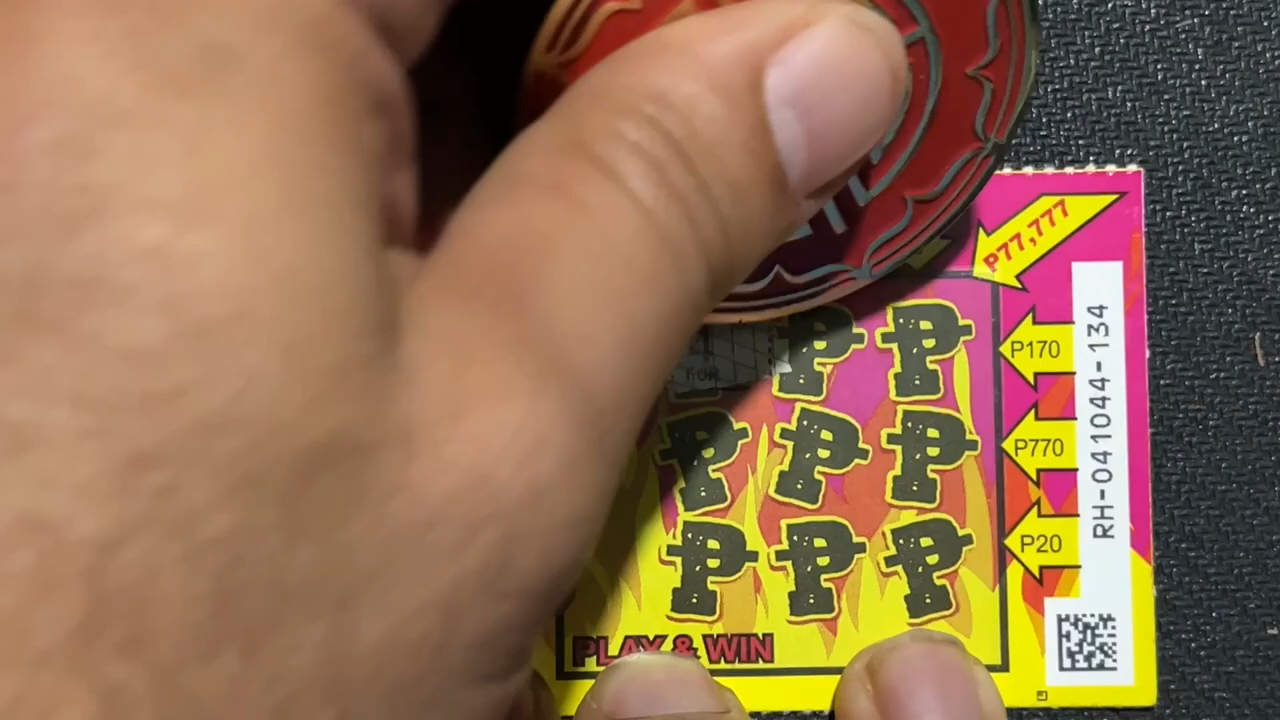 P77,777
P170
P770
P20
RH-041044-134
P P
P P P
P P P
PLAY & WIN